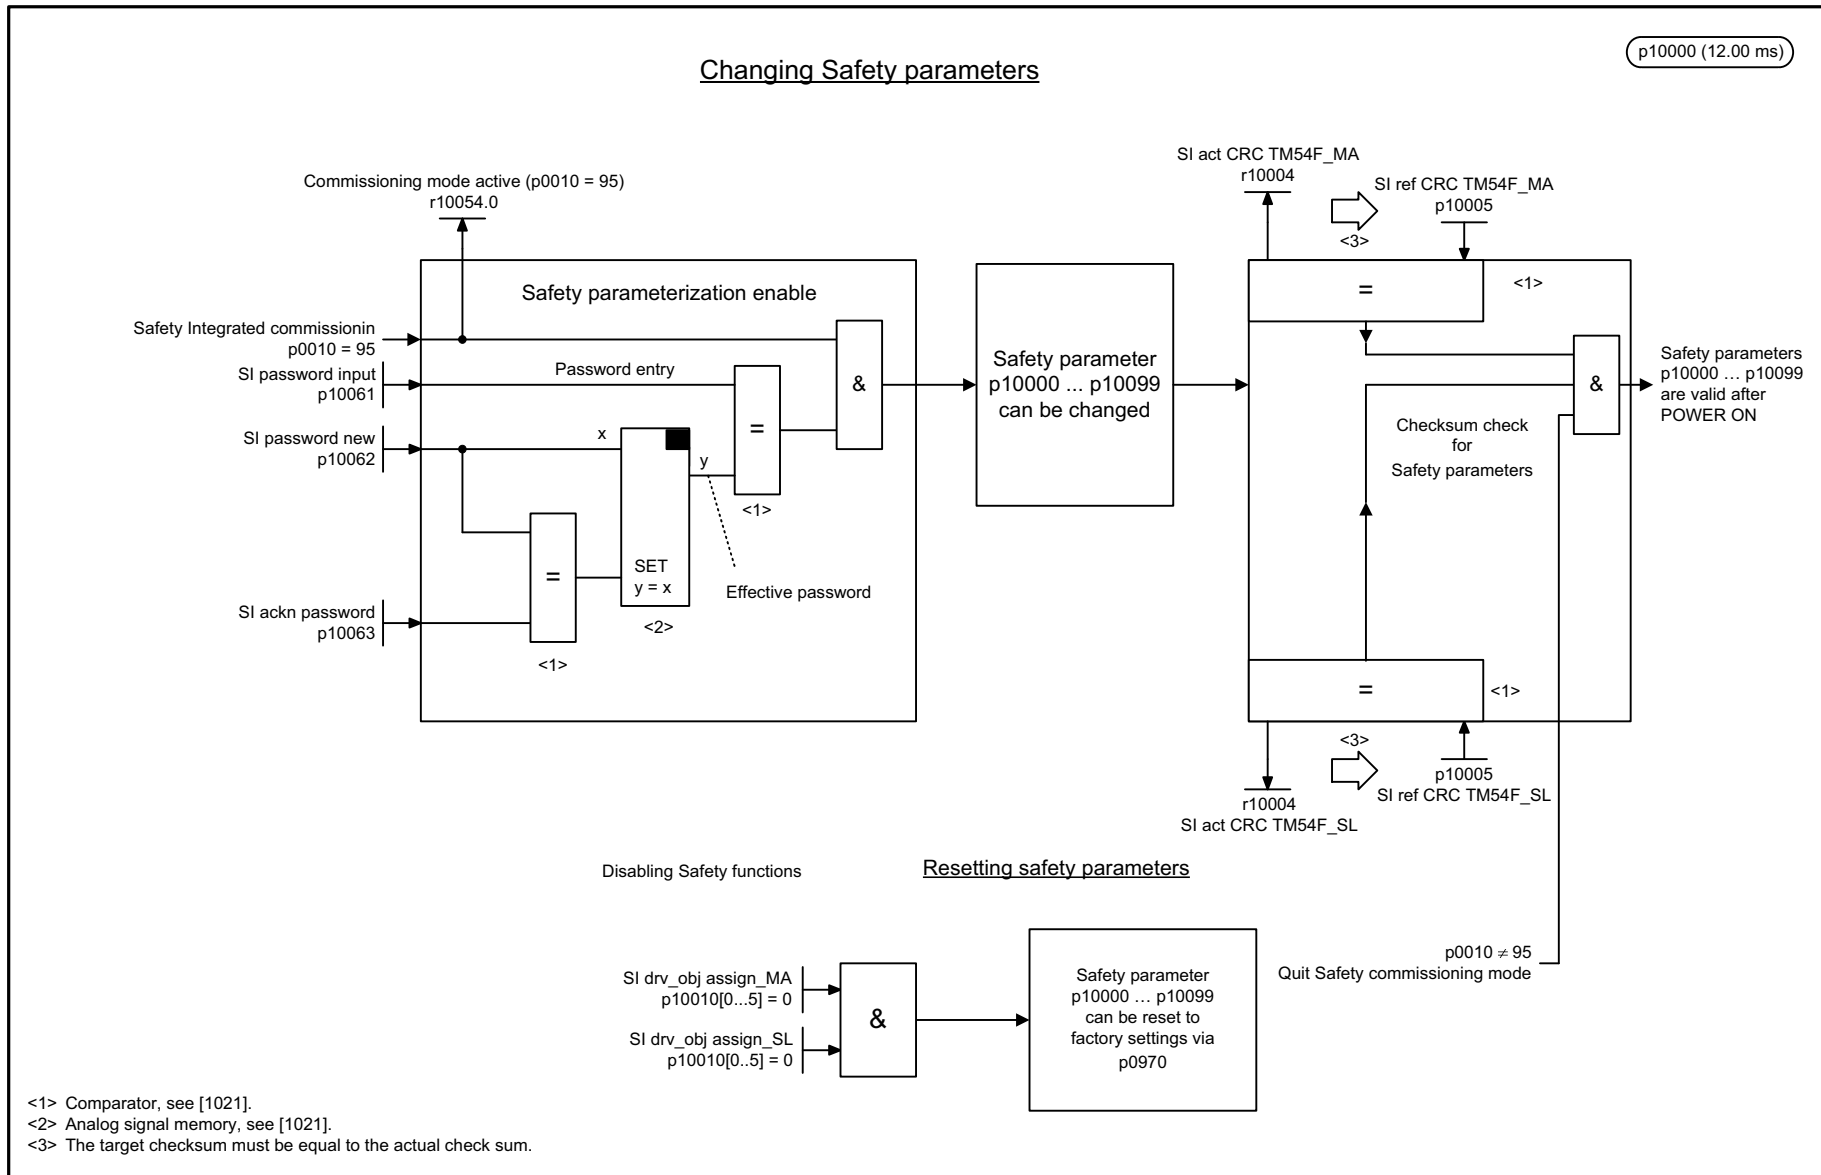 p10000 (12.00 ms)
Changing Safety parameters
Commissioning mode active (p0010 = 95)
r10054.0
SI act CRC TM54F_MA
r10004
SI ref CRC TM54F_MA
p10005
<3>
Safety parameterization enable
Safety Integrated commissionin
p0010 = 95
SI password input
p10061
Password entry
SI password new
p10062
x
y
=
<1>
&
SET
y = x
<2>
Effective password
=
<1>
SI ackn password
p10063
Safety parameter
p10000 ... p10099
can be changed
=
<1>
Checksum check
for
Safety parameters
&
Safety parameters
p10000 … p10099
are valid after
POWER ON
=
<1>
<3>
r10004
SI act CRC TM54F_SL
p10005
SI ref CRC TM54F_SL
Disabling Safety functions
Resetting safety parameters
SI drv_obj assign_MA
p10010[0...5] = 0
SI drv_obj assign_SL
p10010[0..5] = 0
&
Safety parameter
p10000 … p10099
can be reset to
factory settings via
p0970
p0010 ≠ 95
Quit Safety commissioning mode
<1> Comparator, see [1021].
<2> Analog signal memory, see [1021].
<3> The target checksum must be equal to the actual check sum.